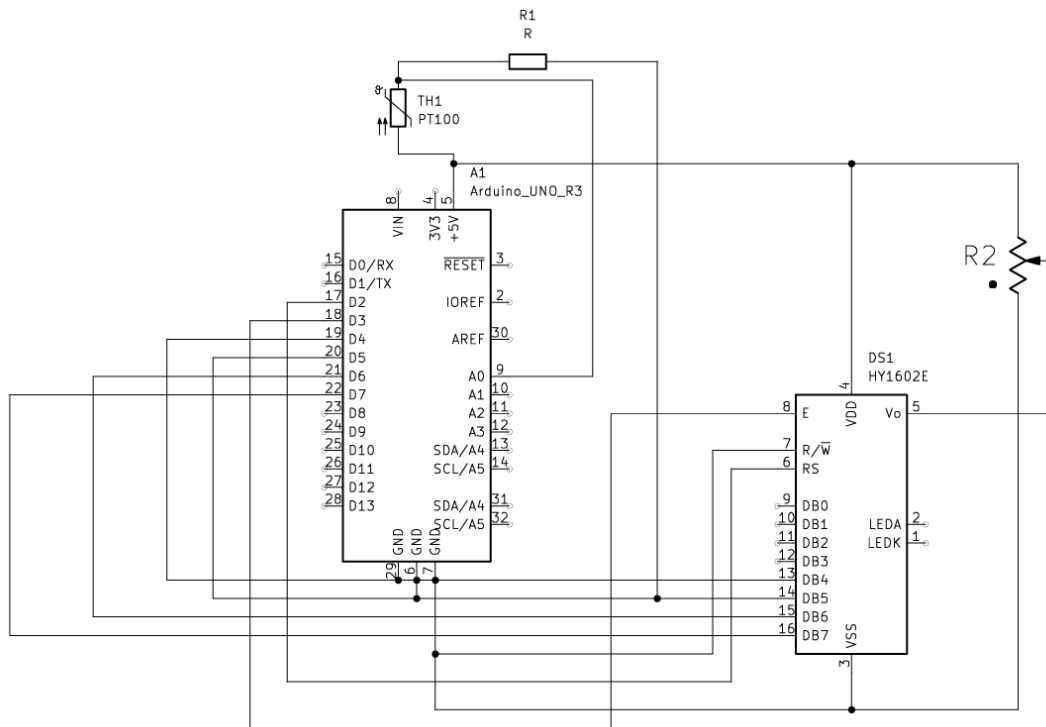 R1
R
TH1
PT100
A1
Arduino_UNO_R3
8
4
5
VIN
3V3
+5V
15 D0/RX
16 D1/TX
17 D2
18 D3
19 D4
20 D5
21 D6
22 D7
23 D8
24 D9
25 D10
26 D11
27 D12
28 D13
RESET 3
IOREF 2
AREF 30
A0 9
A1 10
A2 11
A3 12
SDA/A4 13
SCL/A5 14
SDA/A4 31
SCL/A5 32
GND
GND
GND
29
6
7
R2
DS1
HY1602E
4
VDD
8 E
7 R/W
6 RS
9 DB0
10 DB1
11 DB2
12 DB3
13 DB4
14 DB5
15 DB6
16 DB7
Vo 5
LEDA 2
LEDK 1
VSS
3